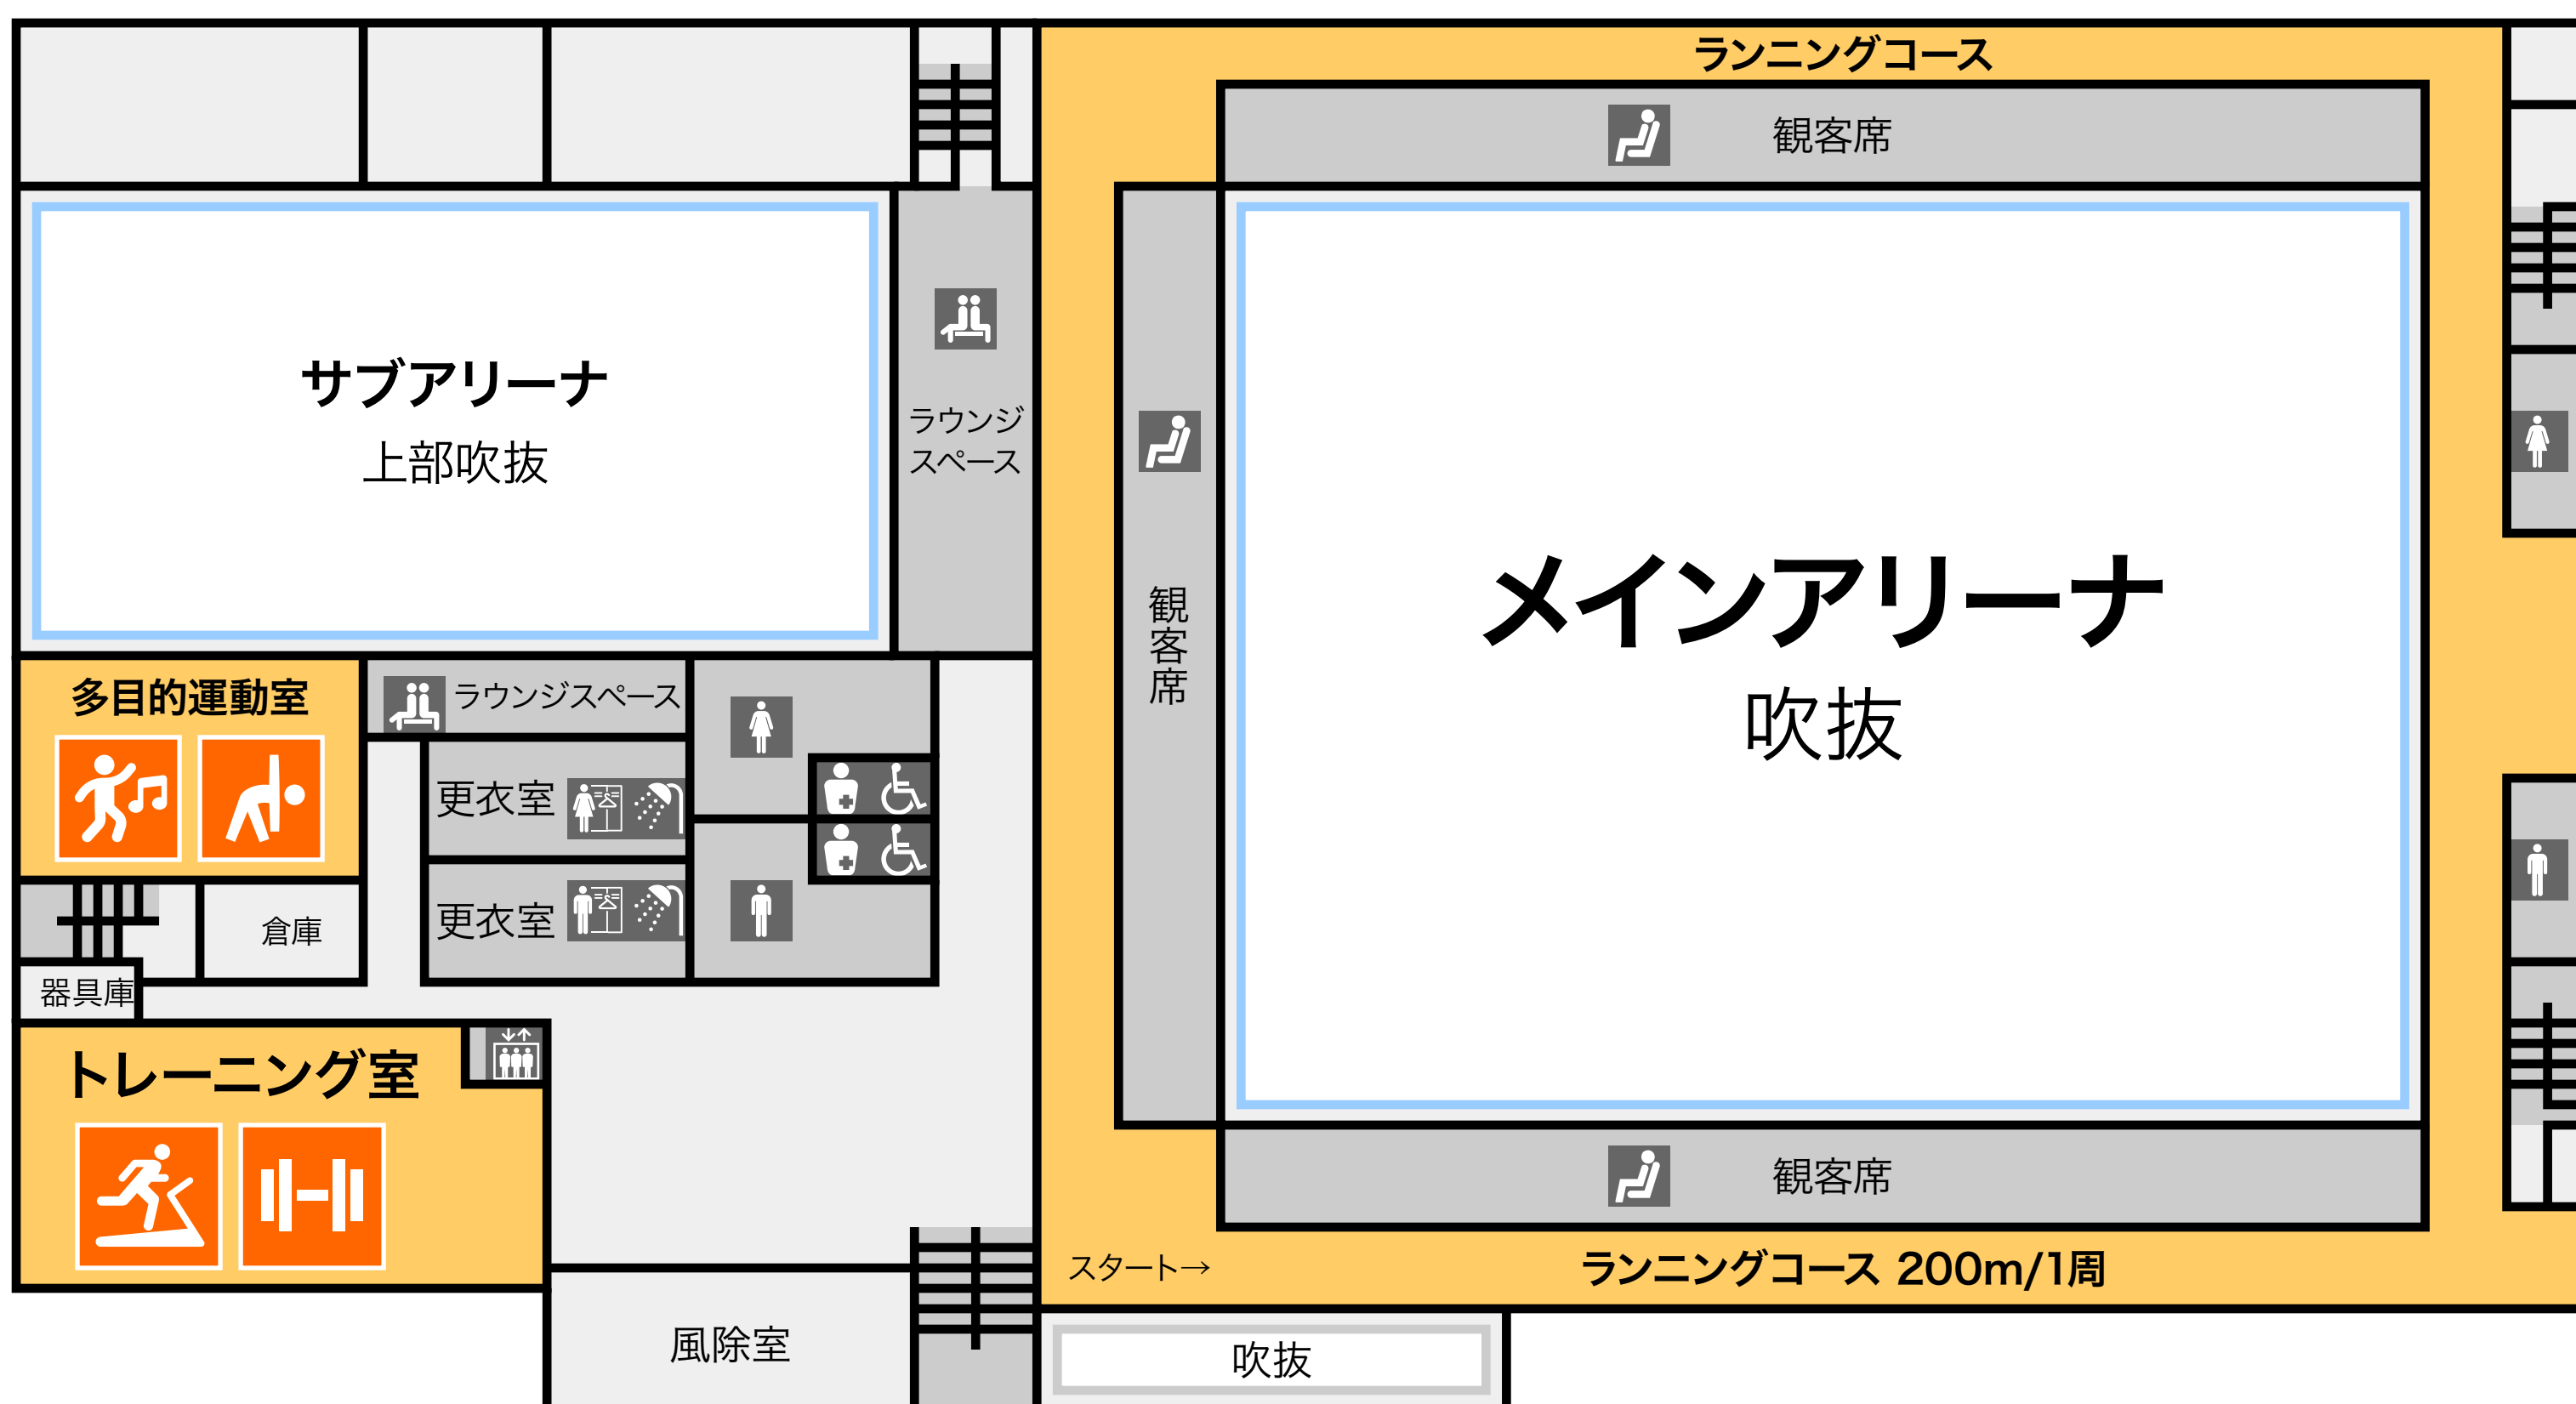 ランニングコース
観客席
サブアリーナ
上部吹抜
ラウンジ
スペース
観客席
メインアリーナ
吹抜
多目的運動室
ラウンジスペース
更衣室
更衣室
倉庫
器具庫
トレーニング室
観客席
スタート→
ランニングコース 200m/1周
風除室
吹抜